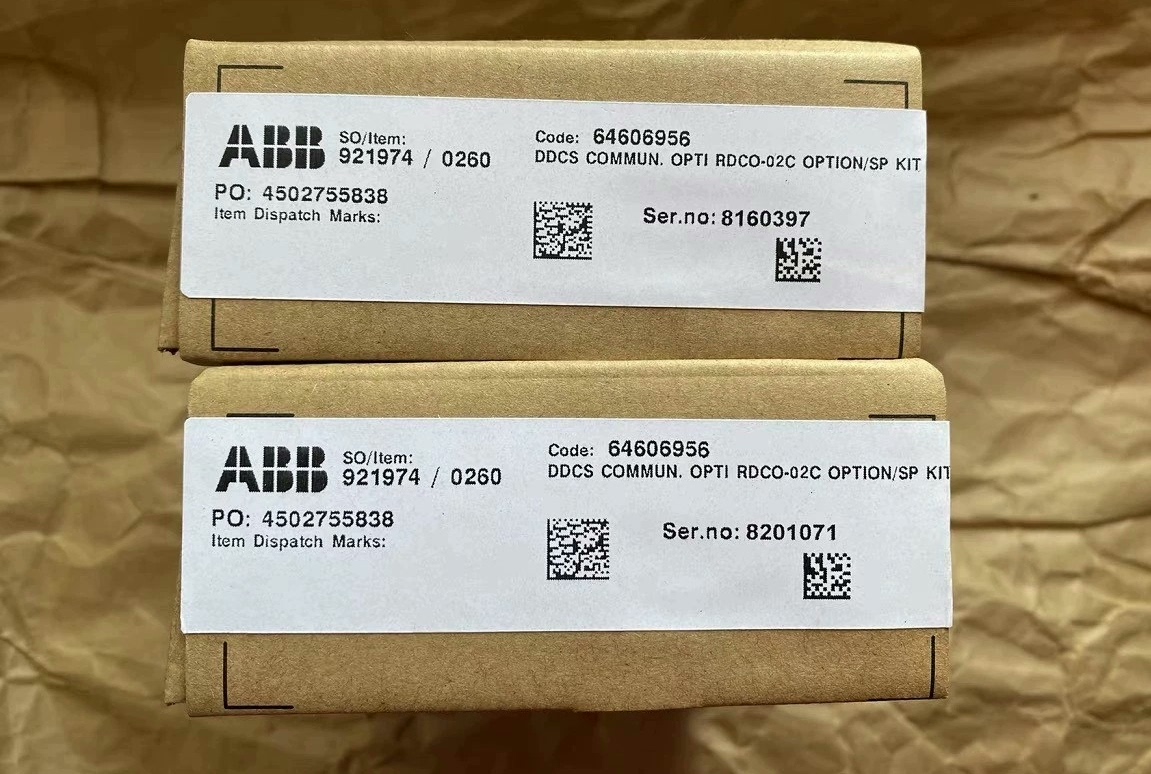 ABB SO/Item: 921974 / 0260
PO: 4502755838
Item Dispatch Marks:
Code: 64606956
DDCS COMMUN. OPTI RDCO-02C OPTION/SP KIT
Ser.no: 8160397
ABB SO/Item: 921974 / 0260
PO: 4502755838
Item Dispatch Marks:
Code: 64606956
DDCS COMMUN. OPTI RDCO-02C OPTION/SP KIT
Ser.no: 8201071